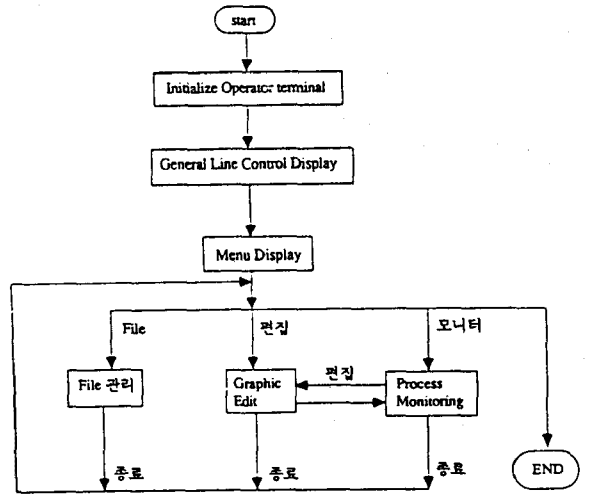 start
Initialize Operator terminal
General Line Control Display
Menu Display
File
편집
모니터
File 관리
Graphic
Edit
편집
Process
Monitoring
종료
종료
종료
END